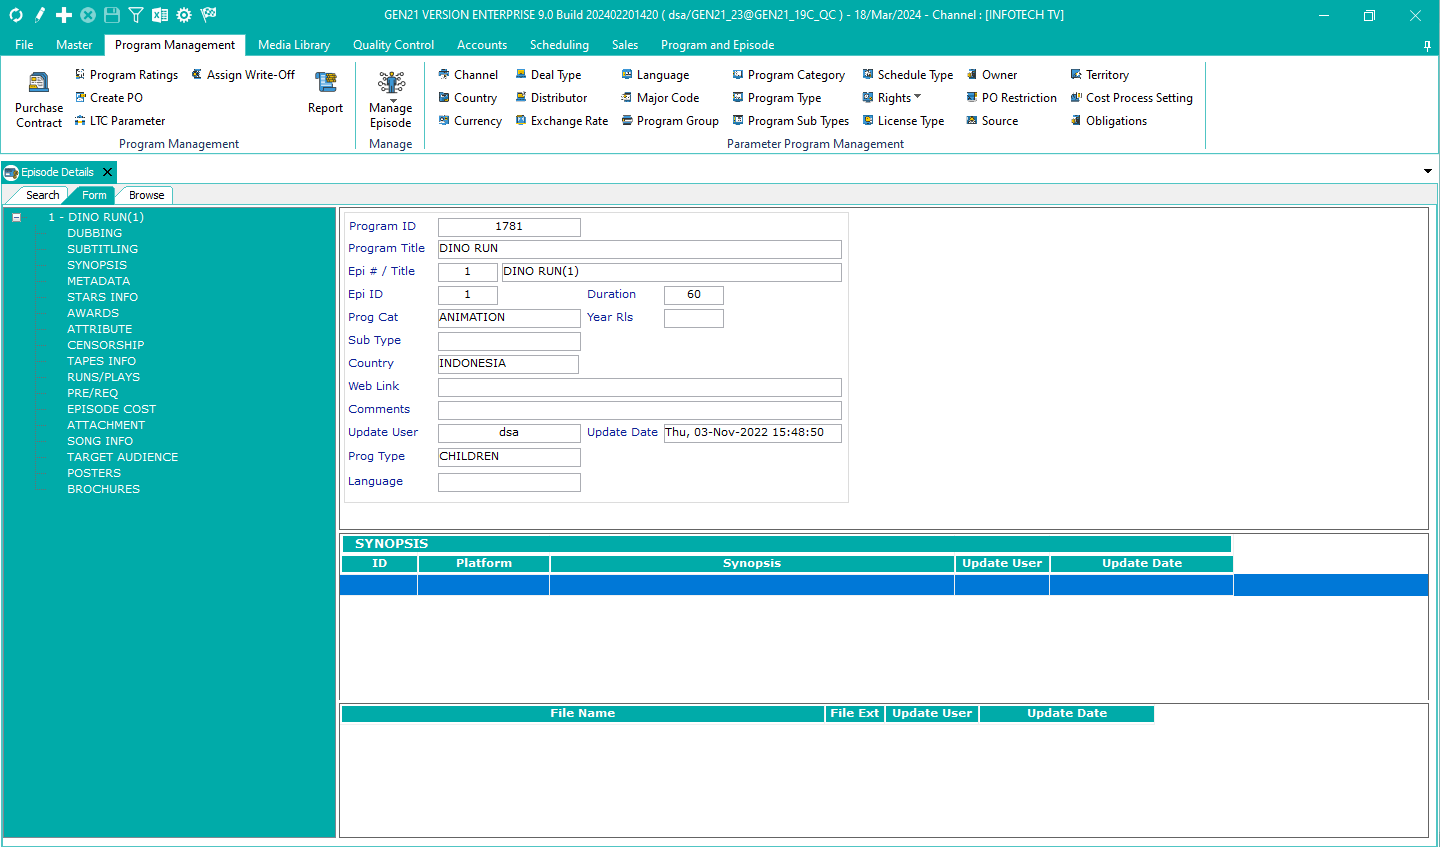 GEN21 VERSION ENTERPRISE 9.0 Build 202402201420 ( dsa/GEN21_23@GEN21_19C_QC ) - 18/Mar/2024 - Channel : [INFOTECH TV]
File Master Program Management Media Library Quality Control Accounts Scheduling Sales Program and Episode
Purchase Contract
Program Ratings
Create PO
LTC Parameter
Assign Write-Off
Report
Program Management
Manage Episode
Manage
Channel Deal Type Language Program Category Schedule Type Owner Territory
Country Distributor Major Code Program Type Rights PO Restriction Cost Process Setting
Currency Exchange Rate Program Group Program Sub Types License Type Source Obligations
Parameter Program Management
Episode Details
Search Form Browse
1 - DINO RUN(1)
DUBBING
SUBTITLING
SYNOPSIS
METADATA
STARS INFO
AWARDS
ATTRIBUTE
CENSORSHIP
TAPES INFO
RUNS/PLAYS
PRE/REQ
EPISODE COST
ATTACHMENT
SONG INFO
TARGET AUDIENCE
POSTERS
BROCHURES
Program ID 1781
Program Title DINO RUN
Epi # / Title 1 DINO RUN(1)
Epi ID 1 Duration 60
Prog Cat ANIMATION Year Rls
Sub Type
Country INDONESIA
Web Link
Comments
Update User dsa Update Date Thu, 03-Nov-2022 15:48:50
Prog Type CHILDREN
Language
SYNOPSIS
ID Platform Synopsis Update User Update Date
File Name File Ext Update User Update Date